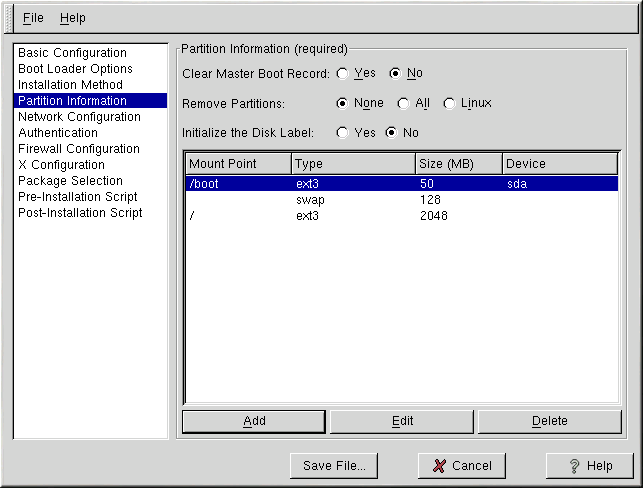 File Help
Basic Configuration
Boot Loader Options
Installation Method
Partition Information
Network Configuration
Authentication
Firewall Configuration
X Configuration
Package Selection
Pre-Installation Script
Post-Installation Script
Partition Information (required)
Clear Master Boot Record: Yes No
Remove Partitions: None All Linux
Initialize the Disk Label: Yes No
Mount Point Type Size (MB) Device
/boot ext3 50 sda
swap 128
/ ext3 2048
Add Edit Delete
Save File... Cancel Help